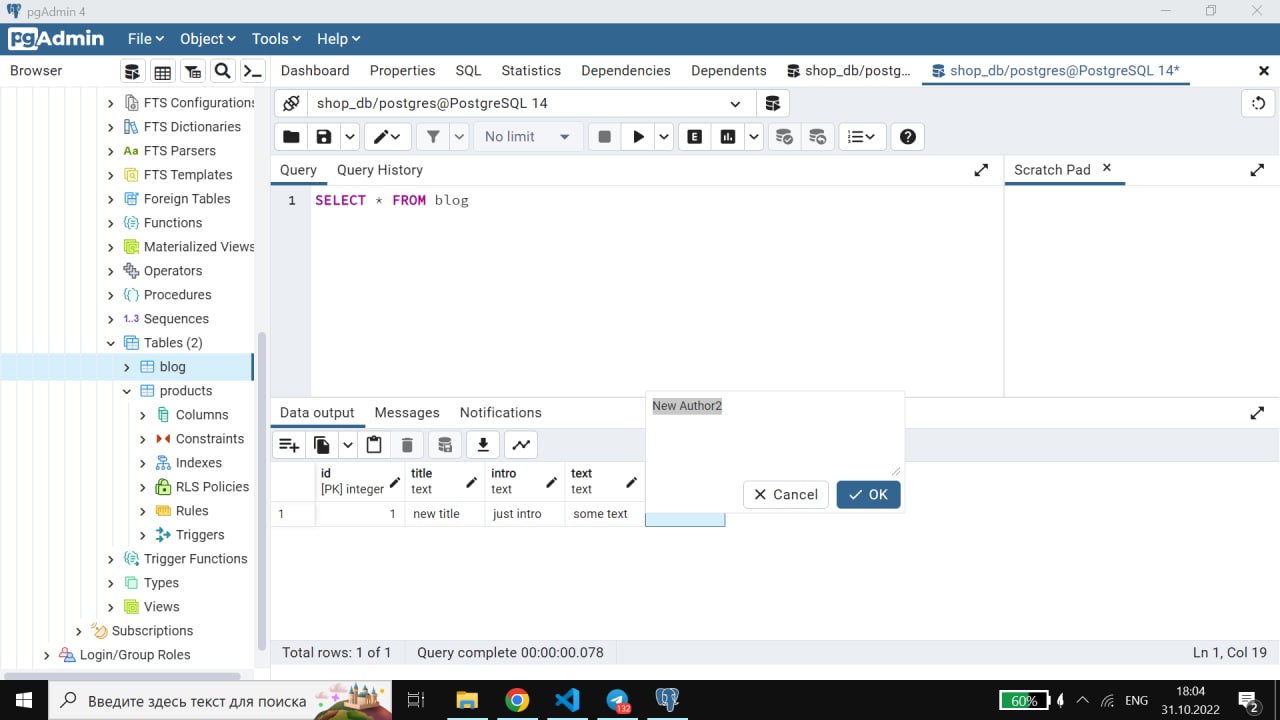 pgAdmin 4
pgAdmin File Object Tools Help
Browser
Dashboard Properties SQL Statistics Dependencies Dependents shop_db/postg... shop_db/postgres@PostgreSQL 14*
FTS Configurations
FTS Dictionaries
Aa FTS Parsers
FTS Templates
Foreign Tables
Functions
Materialized Views
Operators
Procedures
1..3 Sequences
Tables (2)
blog
products
Columns
Constraints
Indexes
RLS Policies
Rules
Triggers
Trigger Functions
Types
Views
Subscriptions
Login/Group Roles
shop_db/postgres@PostgreSQL 14
No limit E
Query Query History
Scratch Pad
1 SELECT * FROM blog
Data output Messages Notifications
New Author2
Cancel OK
id title intro text
[PK] integer text text text
1 1 new title just intro some text
Total rows: 1 of 1 Query complete 00:00:00.078 Ln 1, Col 19
Введите здесь текст для поиска
132
60% ENG
18:04
31.10.2022
2